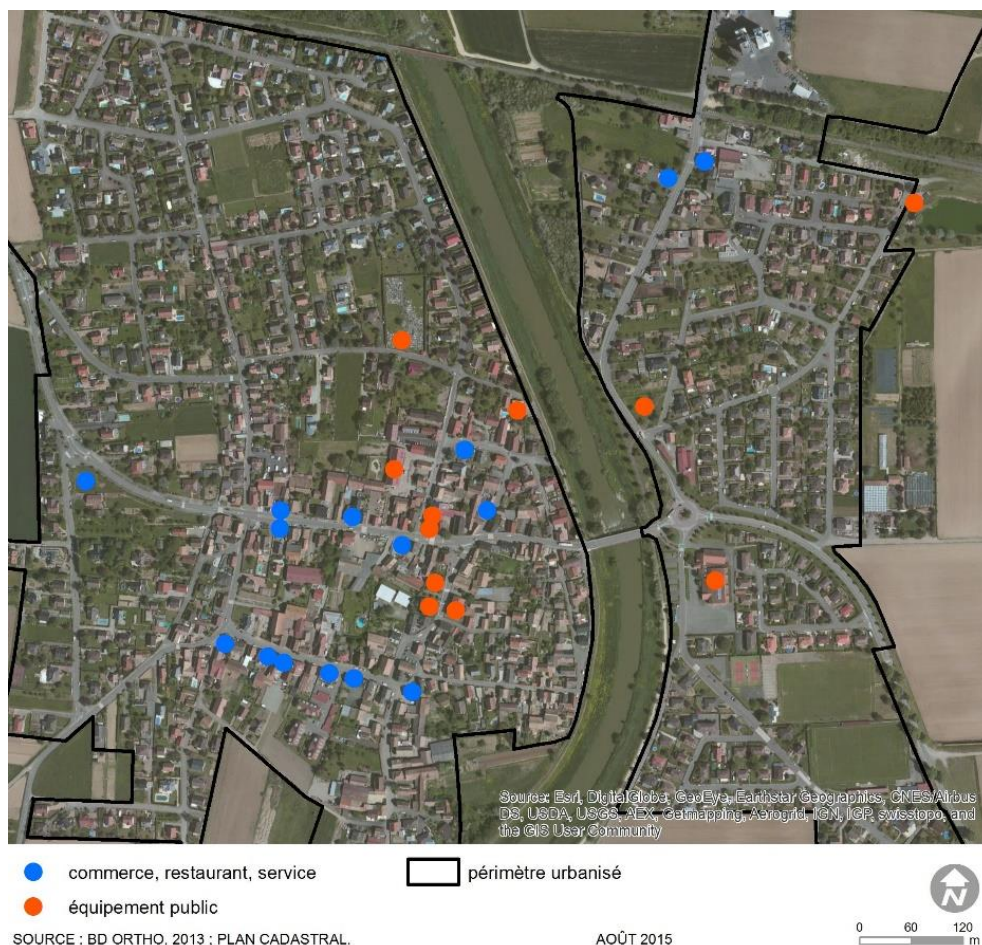 Source: Esri, DigitalGlobe, GeoEye, Earthstar Geographics, CNES/Airbus
DS, USDA, USGS, AEX, Getmapping, Aerogrid, IGN, IGP, swisstopo, and
the GIS User Community
commerce, restaurant, service
périmètre urbanisé
équipement public
N
SOURCE : BD ORTHO. 2013 : PLAN CADASTRAL.
AOÛT 2015
0 60 120
m